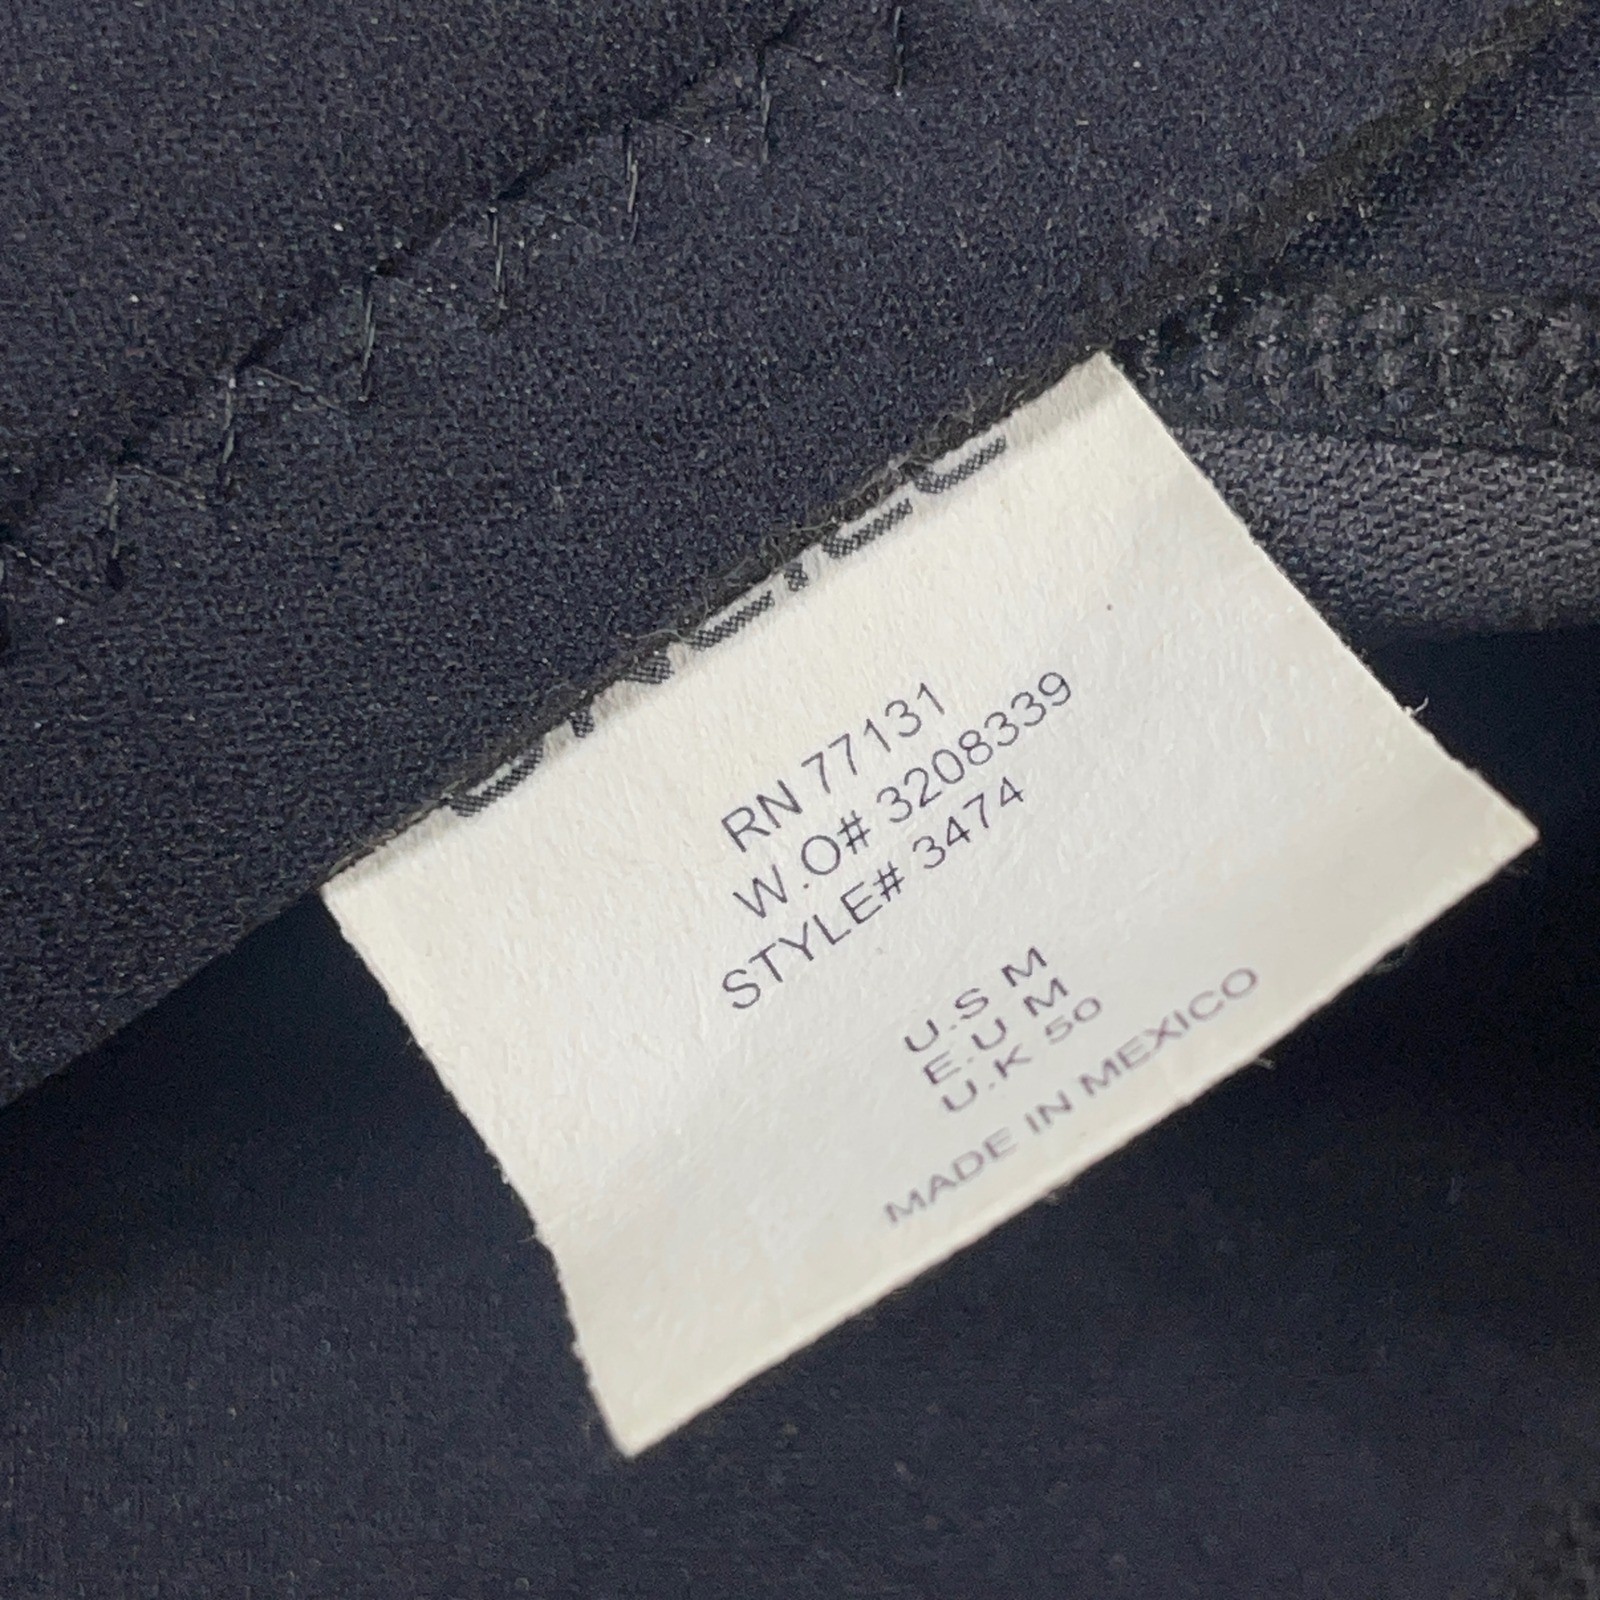 RN 77131
W.O# 3208339
STYLE# 3474
U.S M
E.U M
U.K 50
MADE IN MEXICO